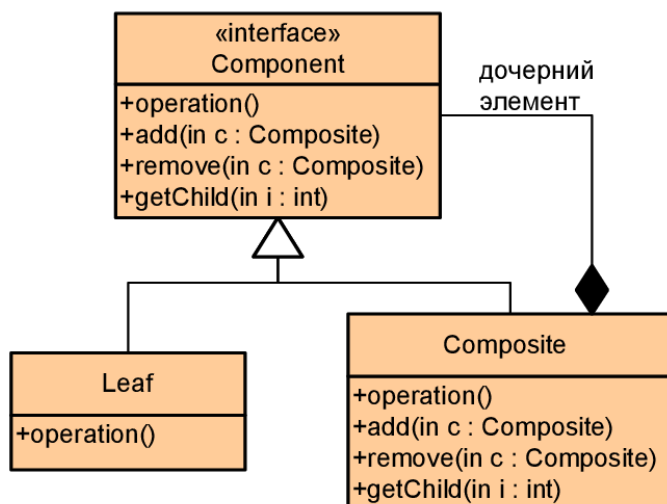 «interface»
Component
+operation()
+add(in c : Composite)
+remove(in c : Composite)
+getChild(in i : int)
дочерний
элемент
Leaf
+operation()
Composite
+operation()
+add(in c : Composite)
+remove(in c : Composite)
+getChild(in i : int)